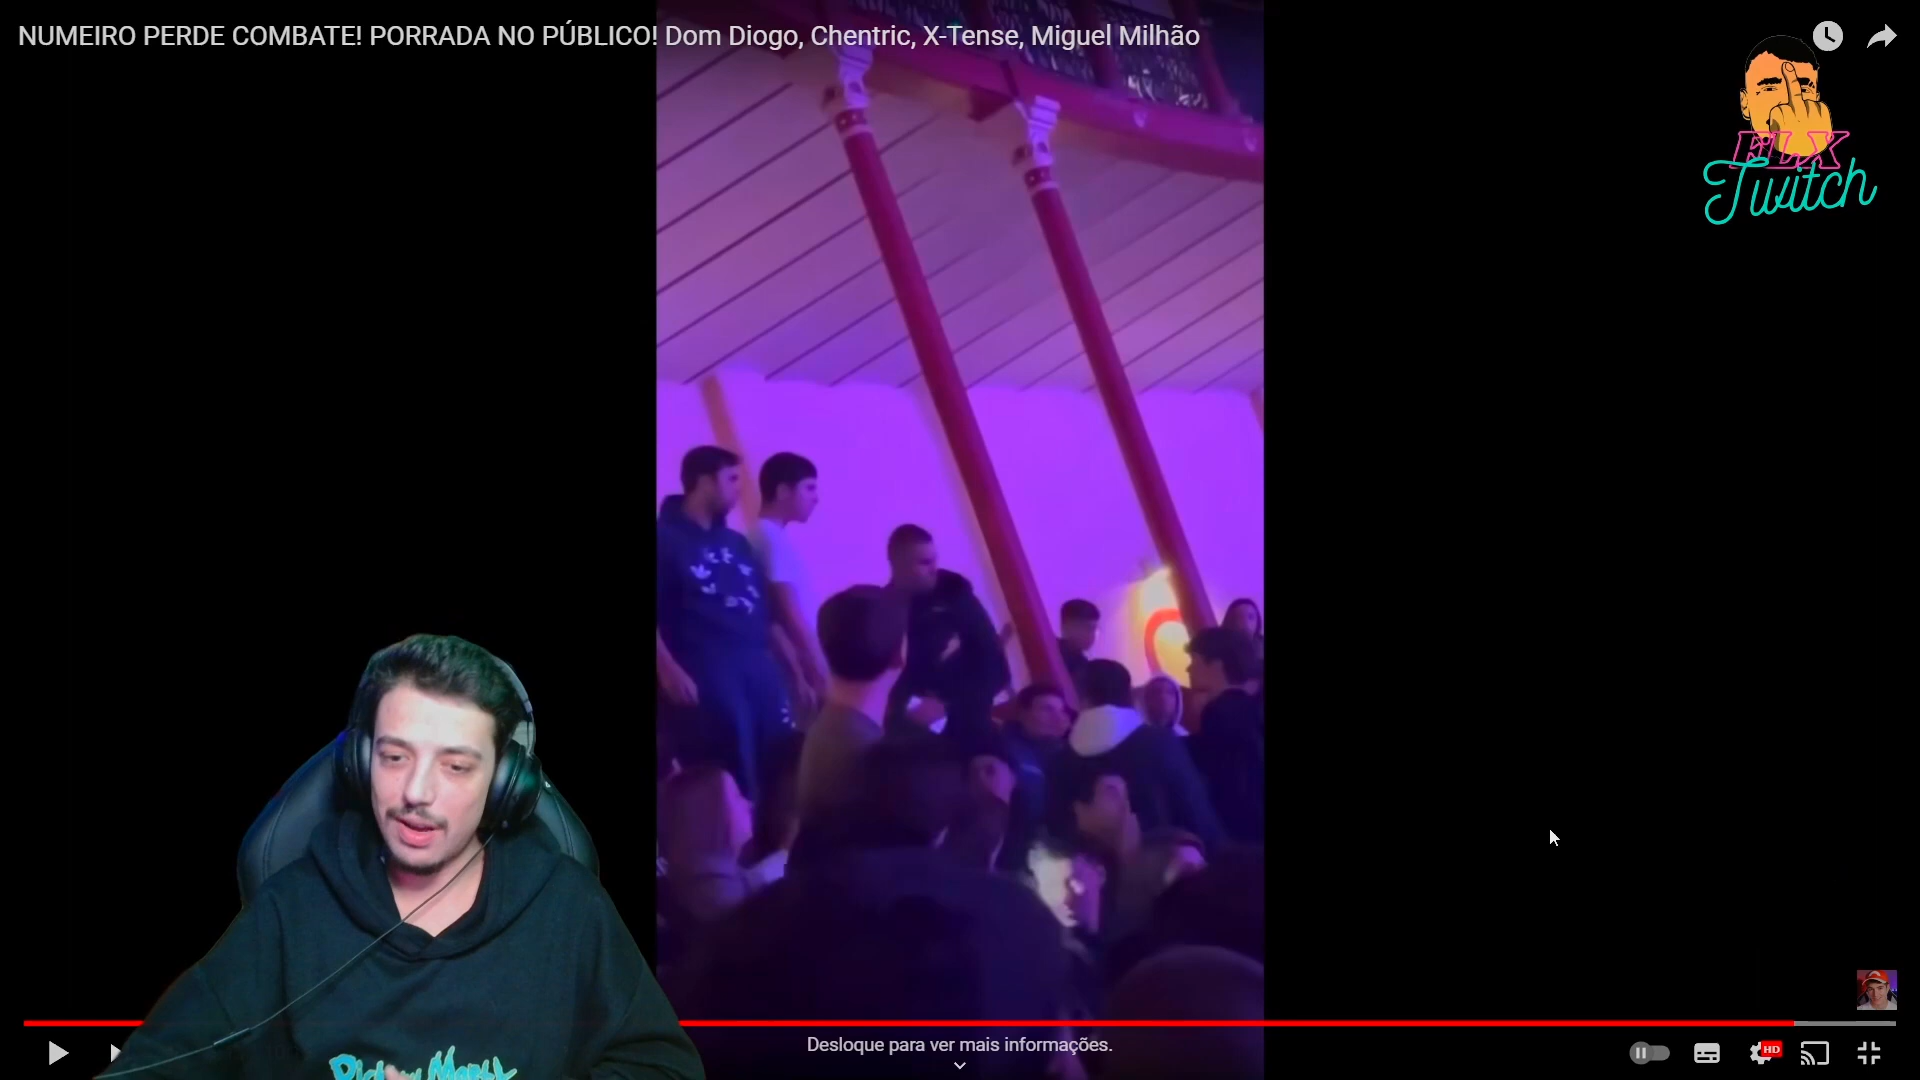 NUMEIRO PERDE COMBATE! PORRADA NO PÚBLICO! Dom Diogo, Chentric, X-Tense, Miguel Milhão
Twitch
Desloque para ver mais informações.
HD